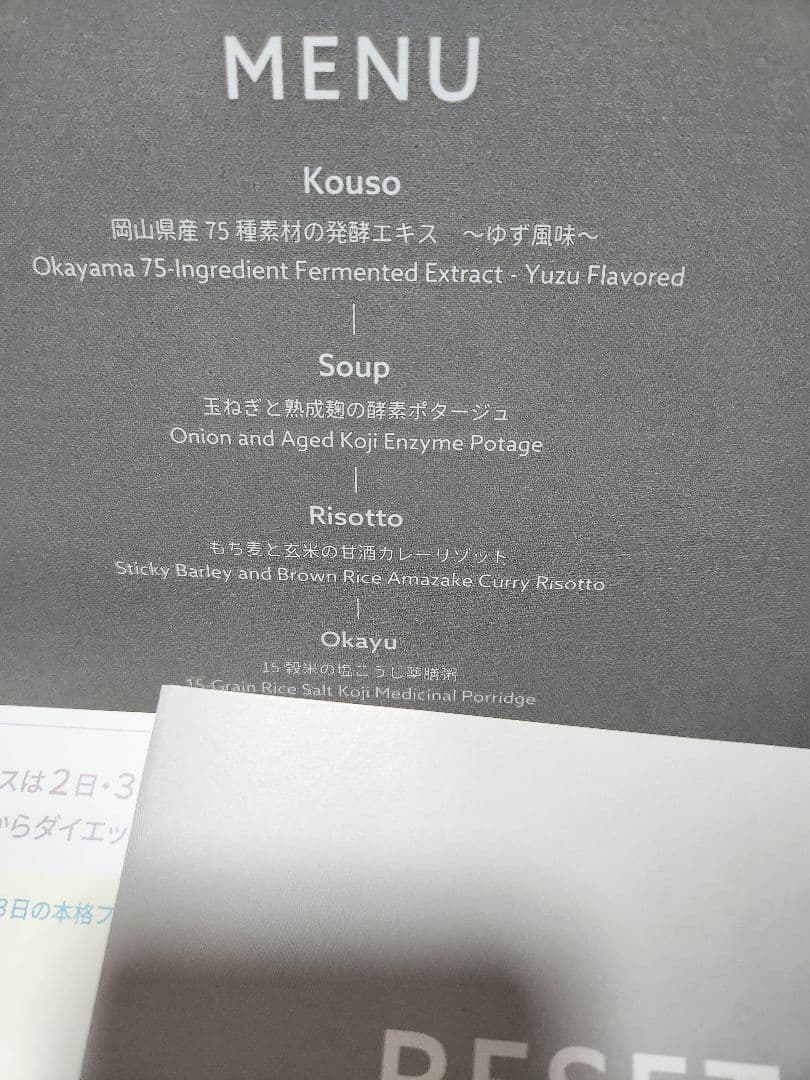 MENU
Kouso
岡山県産 75 種素材の発酵エキス　〜ゆず風味〜
Okayama 75-Ingredient Fermented Extract - Yuzu Flavored
Soup
玉ねぎと熟成麹の酵素ポタージュ
Onion and Aged Koji Enzyme Potage
Risotto
もち麦と玄米の甘酒カレーリゾット
Sticky Barley and Brown Rice Amazake Curry Risotto
Okayu
15 穀米の塩こうじ薬膳粥
15-Grain Rice Salt Koji Medicinal Porridge
スは2日・3
からダイエッ
3日の本格フ
RESET